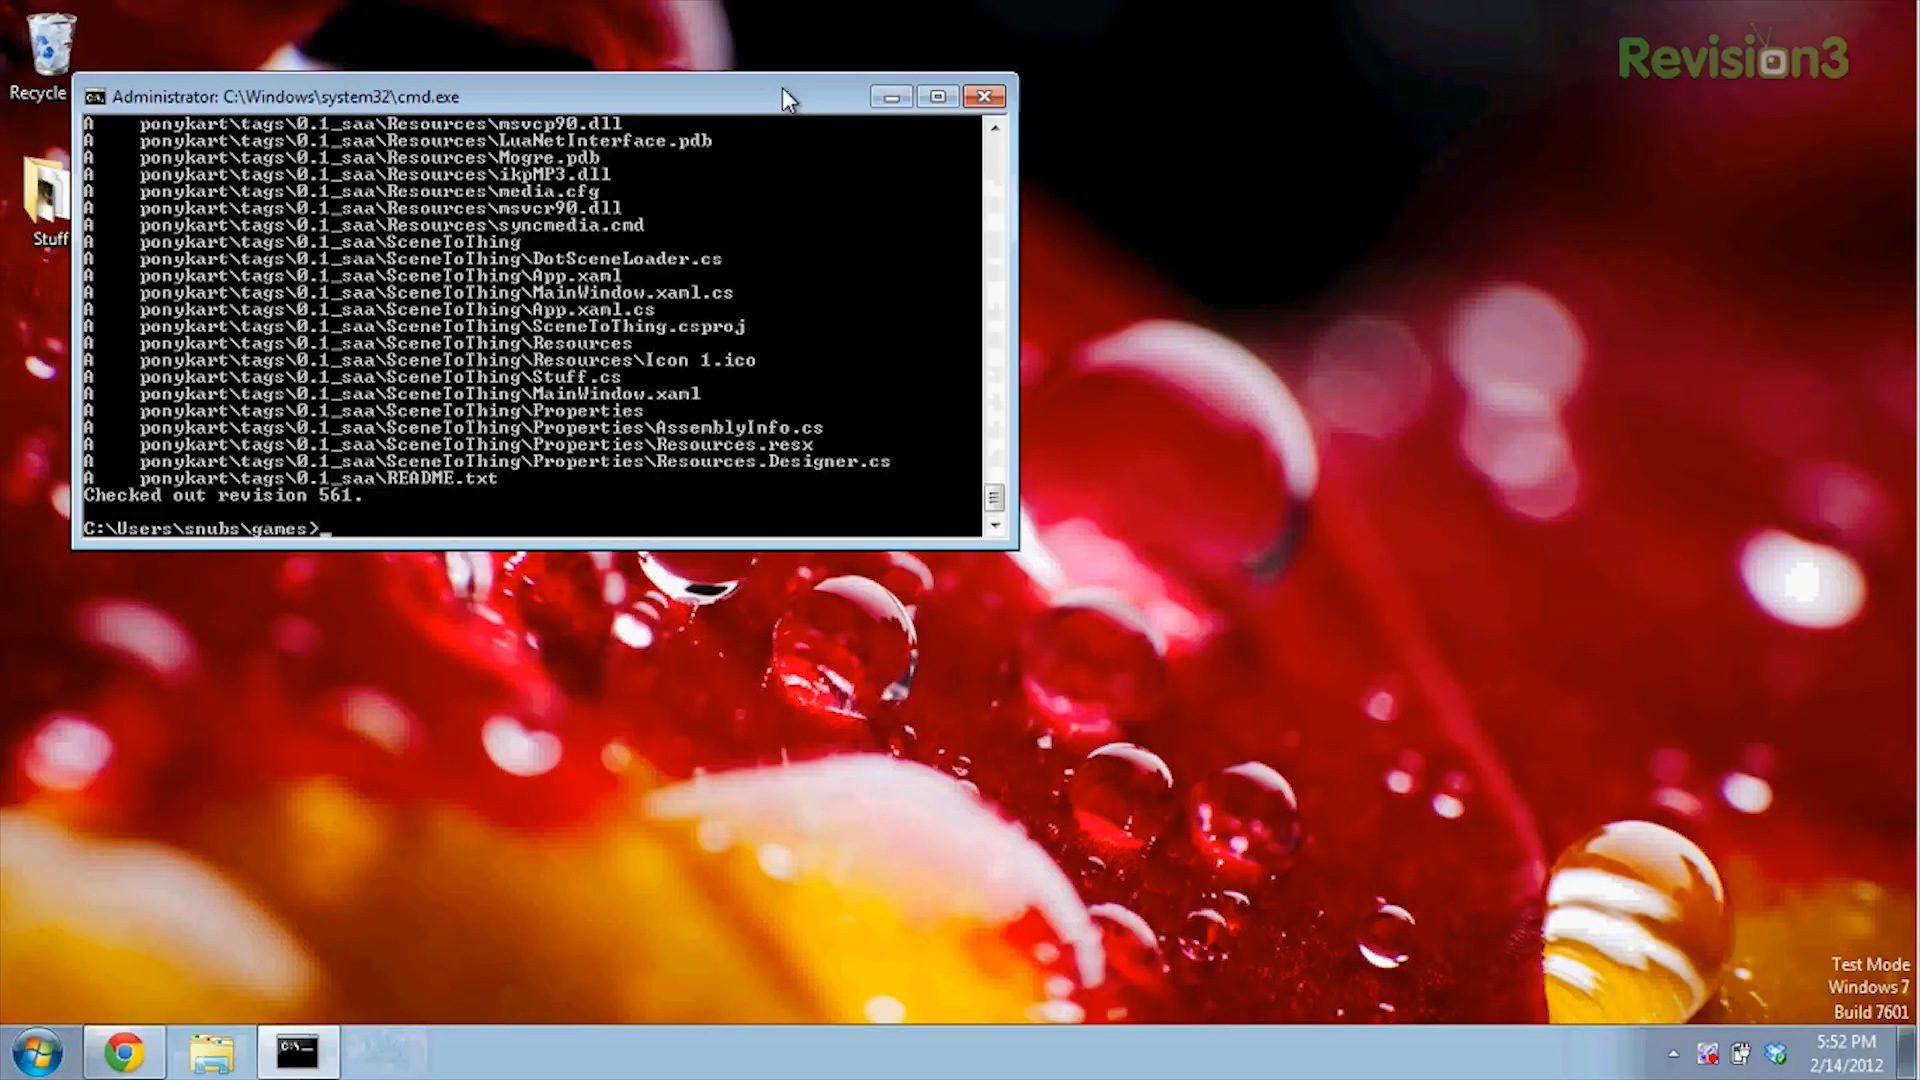 Revision3
Recycle
Stuff
Administrator: C:\Windows\system32\cmd.exe
A ponykart\tags\0.1_saa\Resources\msvcp90.dll
A ponykart\tags\0.1_saa\Resources\LuaNetInterface.pdb
A ponykart\tags\0.1_saa\Resources\Mogre.pdb
A ponykart\tags\0.1_saa\Resources\ikpMP3.dll
A ponykart\tags\0.1_saa\Resources\media.cfg
A ponykart\tags\0.1_saa\Resources\msvcr90.dll
A ponykart\tags\0.1_saa\Resources\syncmedia.cmd
A ponykart\tags\0.1_saa\SceneToThing
A ponykart\tags\0.1_saa\SceneToThing\DotSceneLoader.cs
A ponykart\tags\0.1_saa\SceneToThing\App.xaml
A ponykart\tags\0.1_saa\SceneToThing\MainWindow.xaml.cs
A ponykart\tags\0.1_saa\SceneToThing\App.xaml.cs
A ponykart\tags\0.1_saa\SceneToThing\SceneToThing.csproj
A ponykart\tags\0.1_saa\SceneToThing\Resources
A ponykart\tags\0.1_saa\SceneToThing\Resources\Icon 1.ico
A ponykart\tags\0.1_saa\SceneToThing\Stuff.cs
A ponykart\tags\0.1_saa\SceneToThing\MainWindow.xaml
A ponykart\tags\0.1_saa\SceneToThing\Properties
A ponykart\tags\0.1_saa\SceneToThing\Properties\AssemblyInfo.cs
A ponykart\tags\0.1_saa\SceneToThing\Properties\Resources.resx
A ponykart\tags\0.1_saa\SceneToThing\Properties\Resources.Designer.cs
A ponykart\tags\0.1_saa\README.txt
Checked out revision 561.
C:\Users\snubs\games>_
Test Mode
Windows 7
Build 7601
5:52 PM
2/14/2012